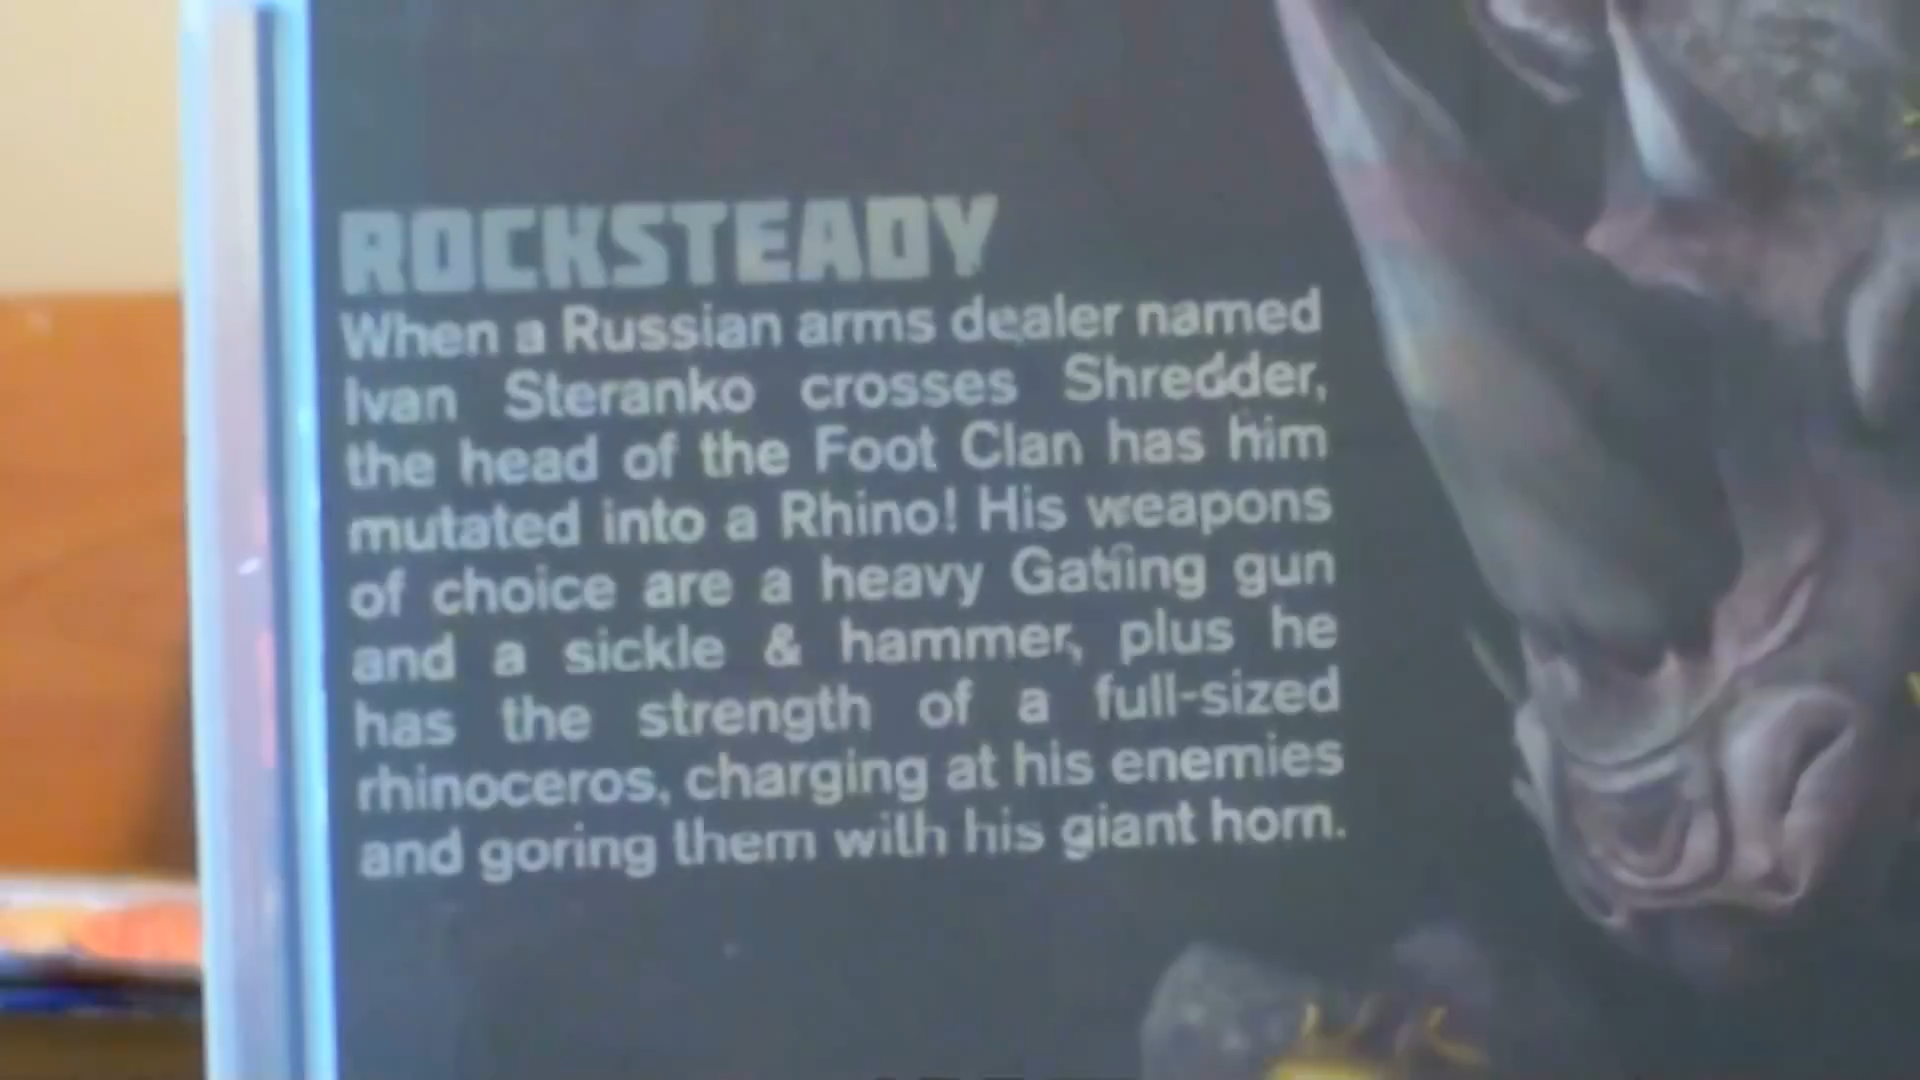 ROCKSTEADY
When a Russian arms dealer named
Ivan Steranko crosses Shredder,
the head of the Foot Clan has him
mutated into a Rhino! His weapons
of choice are a heavy Gatling gun
and a sickle & hammer, plus he
has the strength of a full-sized
rhinoceros, charging at his enemies
and goring them with his giant horn.